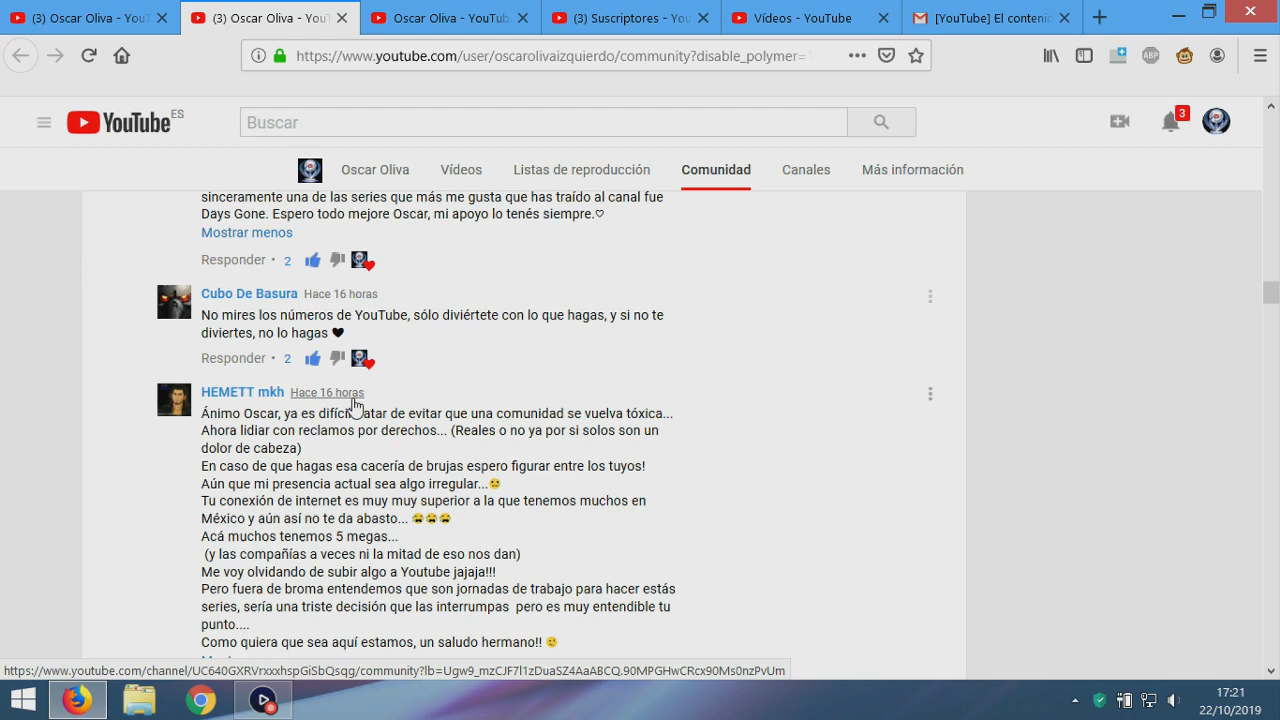 (3) Oscar Oliva - YouT
(3) Oscar Oliva - YouT
Oscar Oliva - YouTub
(3) Suscriptores - You
Vídeos - YouTube
[YouTube] El contenid
https://www.youtube.com/user/oscarolivaizquierdo/community?disable_polymer=
ABP
YouTube ES
Buscar
3
Oscar Oliva
Vídeos
Listas de reproducción
Comunidad
Canales
Más información
sinceramente una de las series que más me gusta que has traído al canal fue
Days Gone. Espero todo mejore Oscar, mi apoyo lo tenés siempre.♡
Mostrar menos
Responder • 2
Cubo De Basura Hace 16 horas
No mires los números de YouTube, sólo diviértete con lo que hagas, y si no te
diviertes, no lo hagas ♥
Responder • 2
HEMETT mkh Hace 16 horas
Ánimo Oscar, ya es difíci atar de evitar que una comunidad se vuelva tóxica...
Ahora lidiar con reclamos por derechos... (Reales o no ya por si solos son un
dolor de cabeza)
En caso de que hagas esa cacería de brujas espero figurar entre los tuyos!
Aún que mi presencia actual sea algo irregular...
Tu conexión de internet es muy muy superior a la que tenemos muchos en
México y aún así no te da abasto...
Acá muchos tenemos 5 megas...
(y las compañías a veces ni la mitad de eso nos dan)
Me voy olvidando de subir algo a Youtube jajaja!!!
Pero fuera de broma entendemos que son jornadas de trabajo para hacer estás
series, sería una triste decisión que las interrumpas pero es muy entendible tu
punto....
Como quiera que sea aquí estamos, un saludo hermano!!
https://www.youtube.com/channel/UC640GXRVrxxxhspGiSbQsqg/community?lb=Ugw9_mzCJF7l1zDuaSZ4AaABCQ.90MPGHwCRcx90Ms0nzPvUm
17:21
22/10/2019